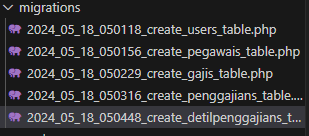 migrations
2024_05_18_050118_create_users_table.php
2024_05_18_050156_create_pegawais_table.php
2024_05_18_050229_create_gajis_table.php
2024_05_18_050316_create_penggajians_table....
2024_05_18_050448_create_detilpenggajians_t...